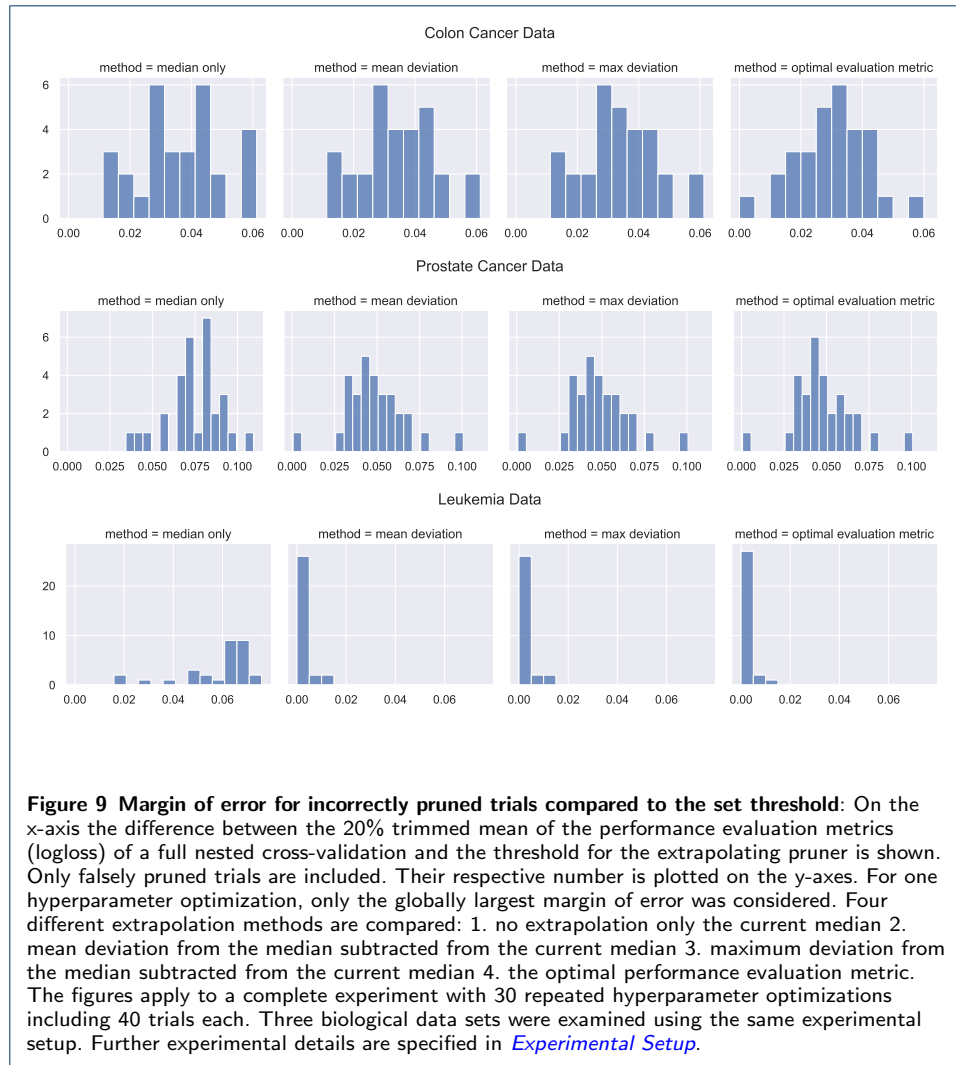 Colon Cancer Data
method = median only method = mean deviation method = max deviation method = optimal evaluation metric
6
4
2
0
0.00 0.02 0.04 0.06 0.00 0.02 0.04 0.06 0.00 0.02 0.04 0.06 0.00 0.02 0.04 0.06
Prostate Cancer Data
method = median only method = mean deviation method = max deviation method = optimal evaluation metric
6
4
2
0
0.000 0.025 0.050 0.075 0.100 0.000 0.025 0.050 0.075 0.100 0.000 0.025 0.050 0.075 0.100 0.000 0.025 0.050 0.075 0.100
Leukemia Data
method = median only method = mean deviation method = max deviation method = optimal evaluation metric
20
10
0
0.00 0.02 0.04 0.06 0.00 0.02 0.04 0.06 0.00 0.02 0.04 0.06 0.00 0.02 0.04 0.06
Figure 9 Margin of error for incorrectly pruned trials compared to the set threshold: On the
x-axis the difference between the 20% trimmed mean of the performance evaluation metrics
(logloss) of a full nested cross-validation and the threshold for the extrapolating pruner is shown.
Only falsely pruned trials are included. Their respective number is plotted on the y-axes. For one
hyperparameter optimization, only the globally largest margin of error was considered. Four
different extrapolation methods are compared: 1. no extrapolation only the current median 2.
mean deviation from the median subtracted from the current median 3. maximum deviation from
the median subtracted from the current median 4. the optimal performance evaluation metric.
The figures apply to a complete experiment with 30 repeated hyperparameter optimizations
including 40 trials each. Three biological data sets were examined using the same experimental
setup. Further experimental details are specified in Experimental Setup.